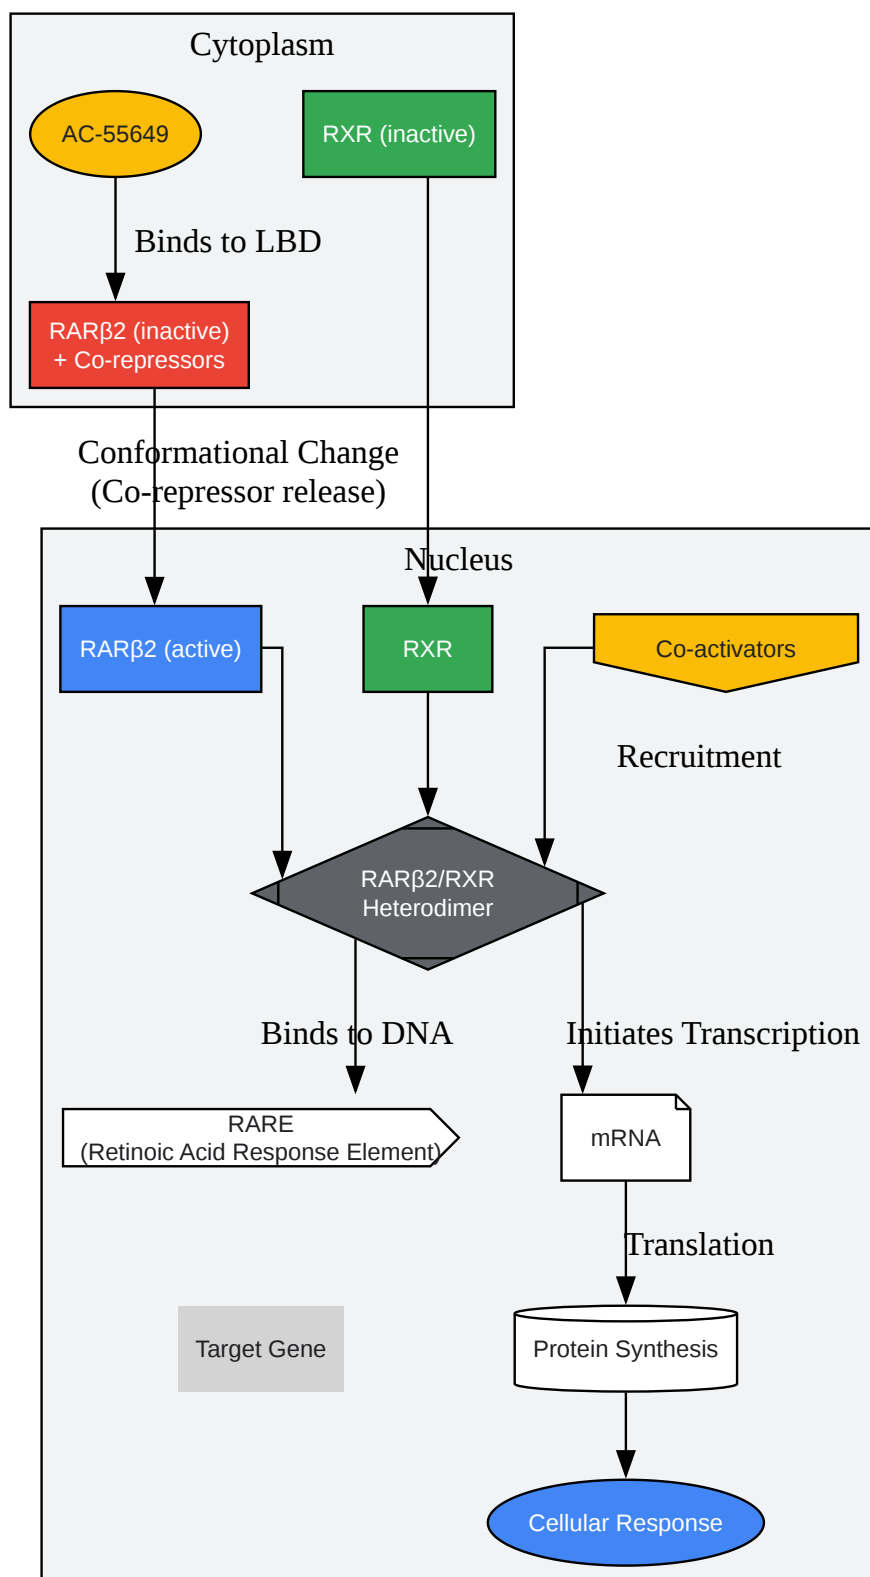 Cytoplasm
AC-55649
RXR (inactive)
Binds to LBD
RARβ2 (inactive)
+ Co-repressors
Conformational Change
(Co-repressor release)
Nucleus
RARβ2 (active)
RXR
Co-activators
Recruitment
RARβ2/RXR
Heterodimer
Binds to DNA
Initiates Transcription
RARE
(Retinoic Acid Response Element)
mRNA
Translation
Target Gene
Protein Synthesis
Cellular Response